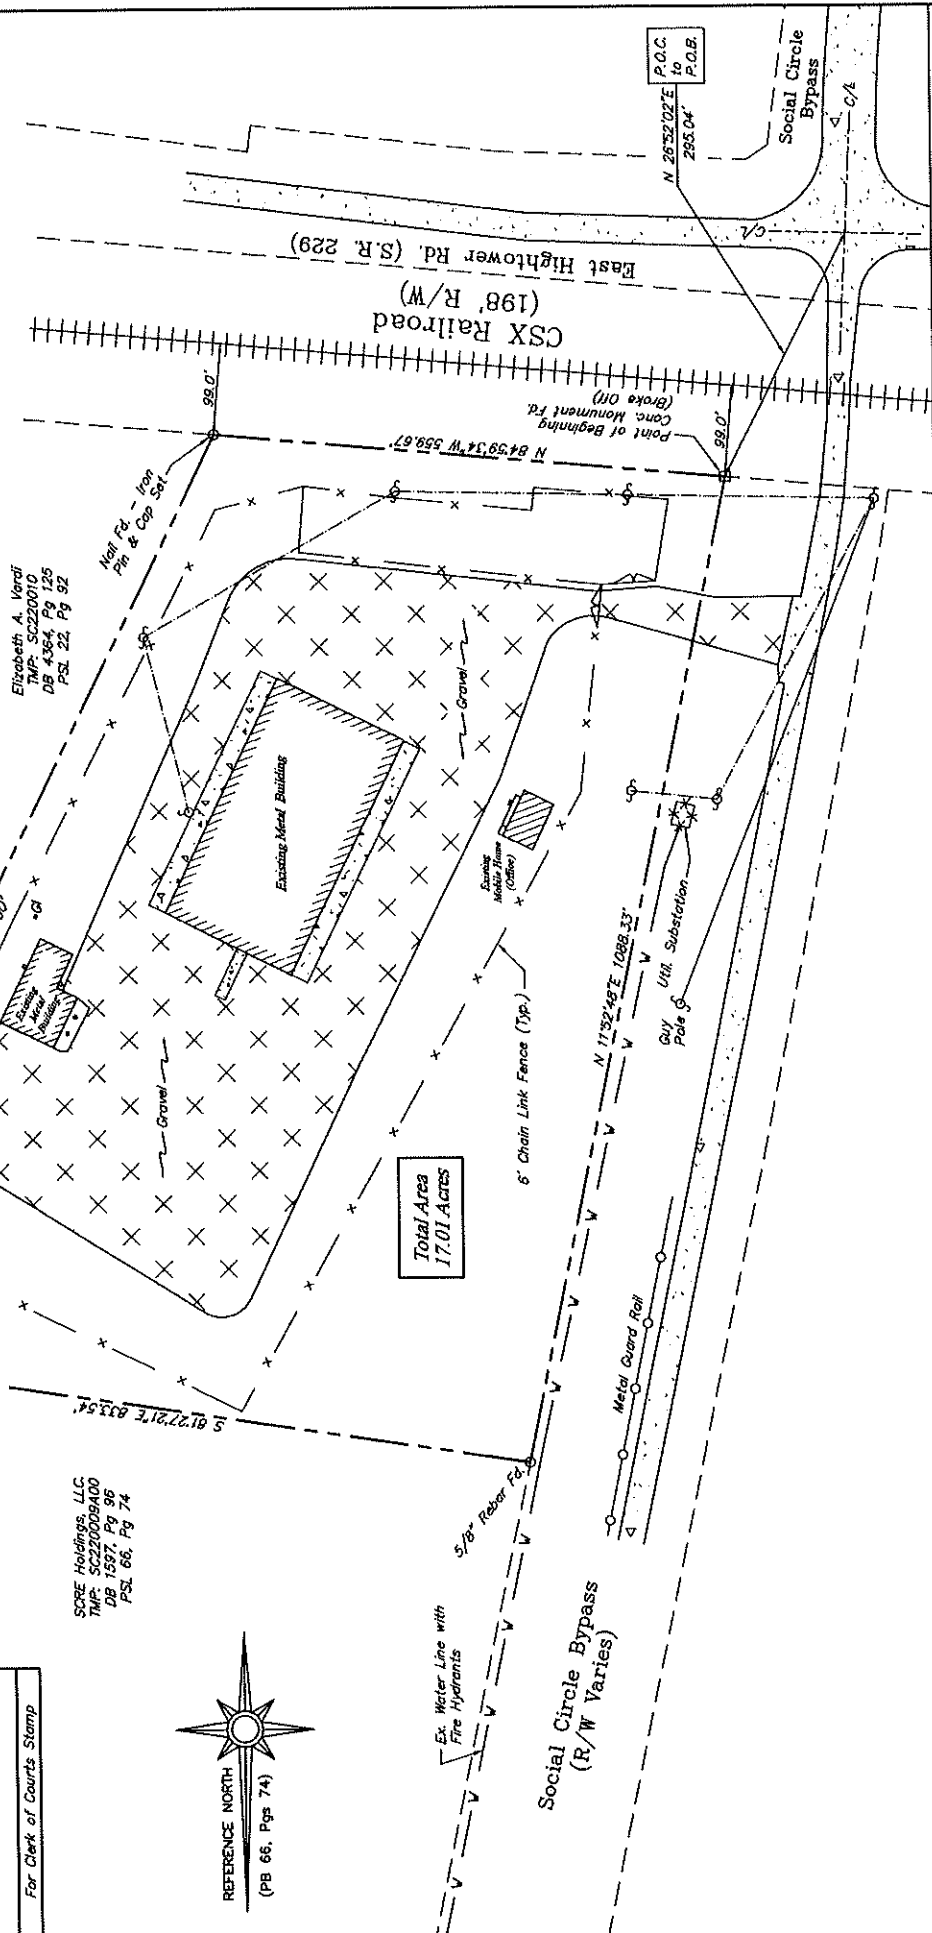 For Clerk of Courts Stamp
REFERENCE NORTH
(PB 66, Pgs 74)
SCRE Holdings, LLC.
TMP: SC220009A00
DB 1597, Pg 96
PSL 66, Pg 74
S 81°27'21"E 833.54'
5/8" Rebar Fd.
Ex. Water Line with
Fire Hydrants
Social Circle Bypass
(R/W Varies)
Metal Guard Rail
Total Area
17.01 Acres
6' Chain Link Fence (Typ.)
N 11°52'48"E 1088.33'
Guy
Pole
Util. Substation
Gravel
Existing
Metal
Building
GI
Existing Metal Building
Existing
Mobile Home
(Office)
Gravel
Elizabeth A. Verdi
TMP: SC220010
DB 4364, Pg 125
PSL 22, Pg 92
Nail Fd. - Iron
Pin & Cap Set
99.0'
N 84°59'34"W 559.67'
Point of Beginning
Conc. Monument Fd.
(Broke Off)
99.0'
CSX Railroad
(198' R/W)
East Hightower Rd. (S.R. 229)
P.O.C.
to
P.O.B.
N 26°52'02"E
295.04'
Social Circle
Bypass
C/L
C/L